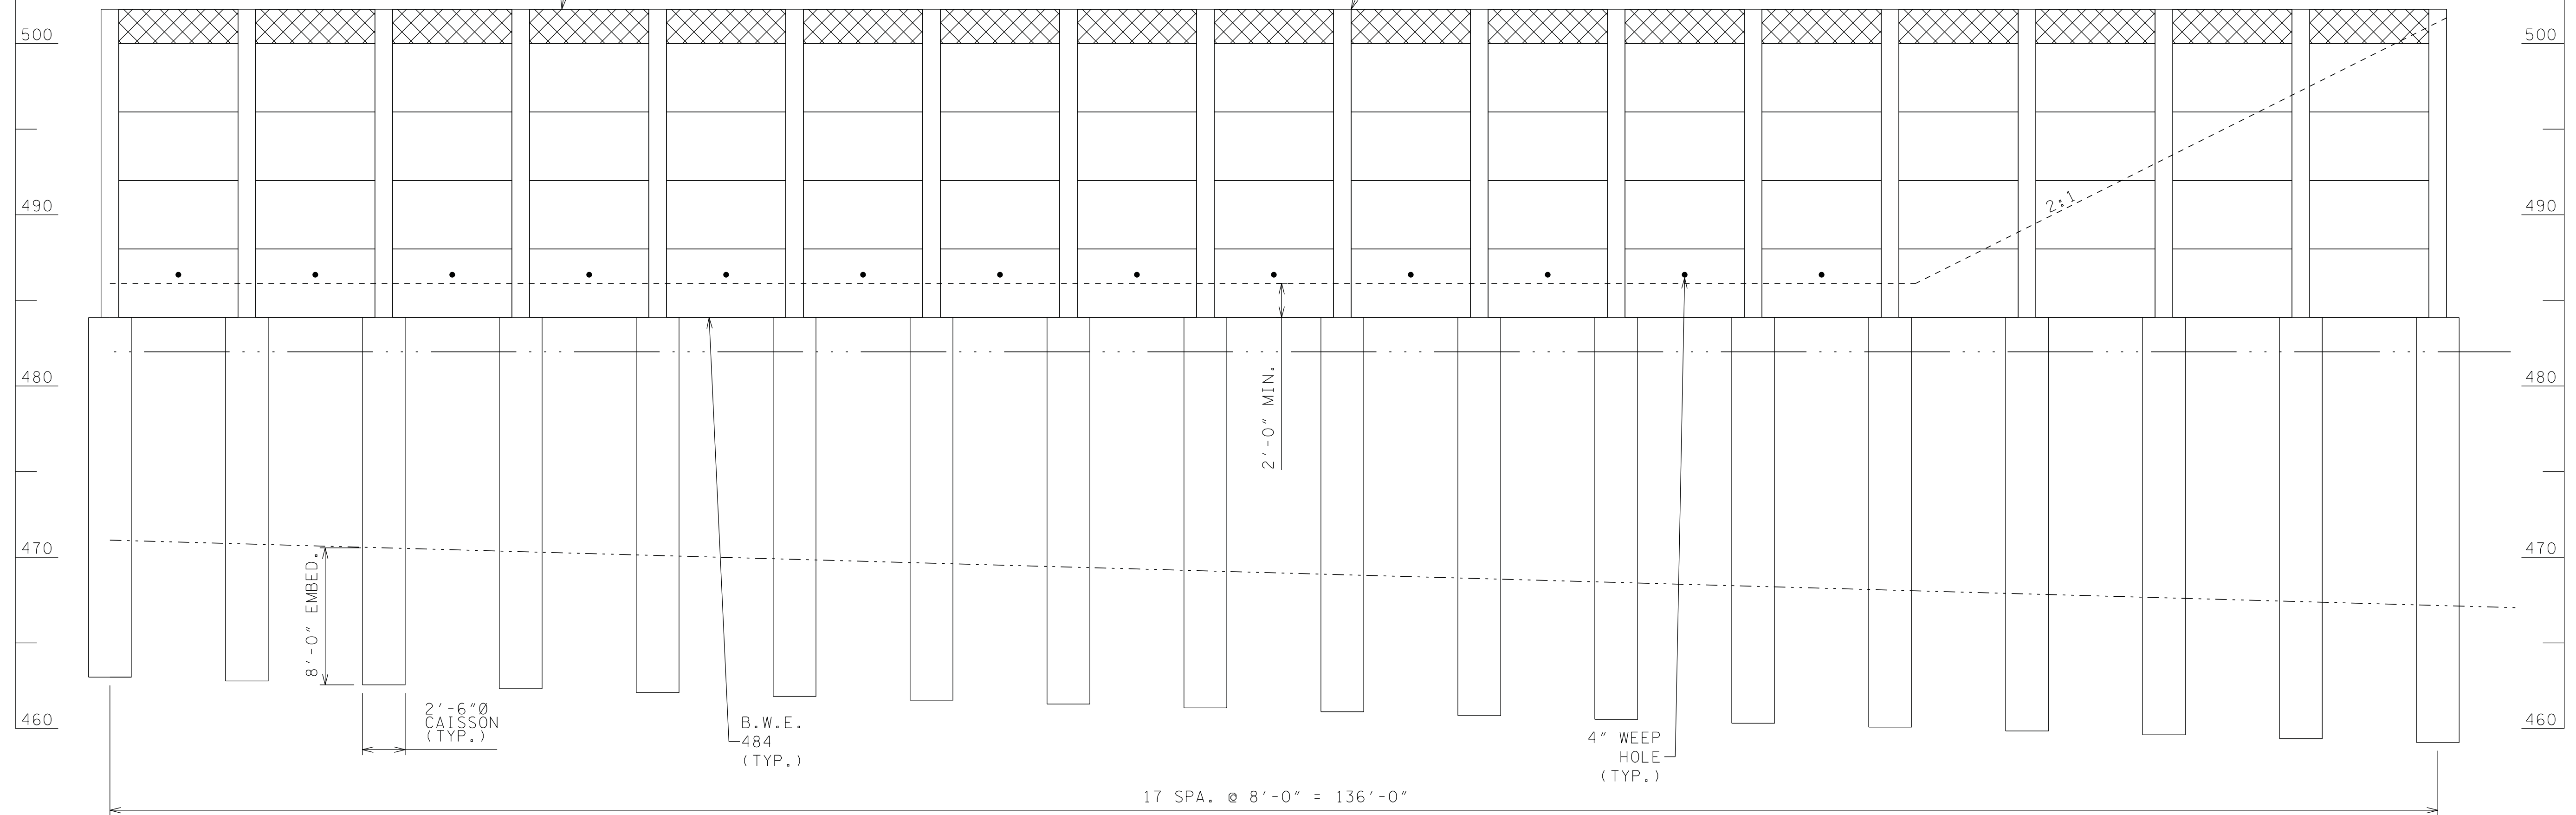 500
500
490
490
2:1
480
480
2'-0" MIN.
470
470
8'-0" EMBED.
460
460
2'-6"Ø
CAISSON
(TYP.)
B.W.E.
484
(TYP.)
4" WEEP
HOLE
(TYP.)
17 SPA. @ 8'-0" = 136'-0"